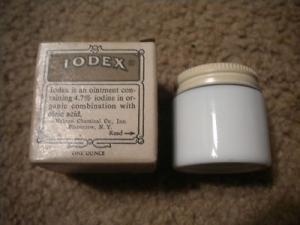 IODEX
Iodex is an ointment con-
taining 4.7% iodine in or-
ganic combination with
oleic acid.
Chemical Co., Inc.
N. Y.
Read
ONE OUNCE